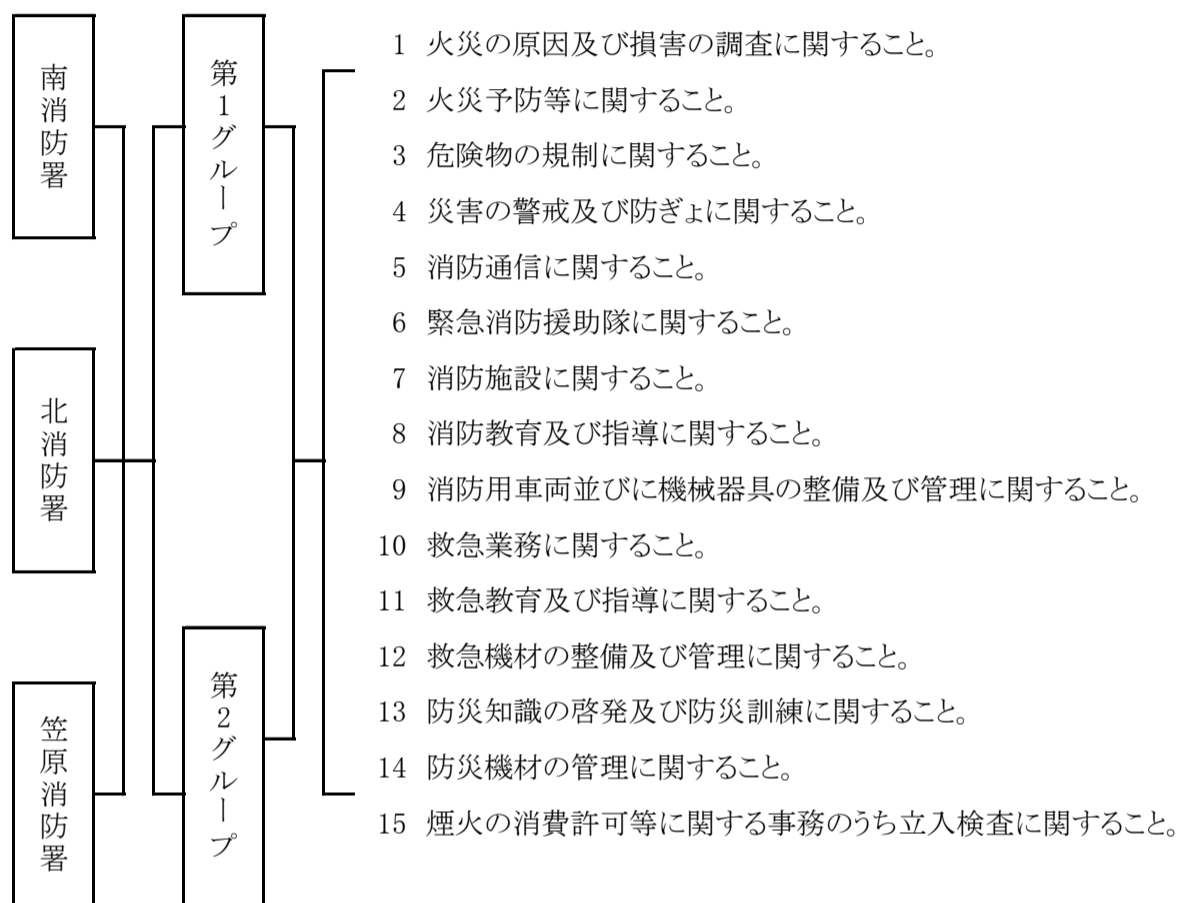 南消防署
北消防署
笠原消防署
第1グループ
第2グループ
1 火災の原因及び損害の調査に関すること。
2 火災予防等に関すること。
3 危険物の規制に関すること。
4 災害の警戒及び防ぎょに関すること。
5 消防通信に関すること。
6 緊急消防援助隊に関すること。
7 消防施設に関すること。
8 消防教育及び指導に関すること。
9 消防用車両並びに機械器具の整備及び管理に関すること。
10 救急業務に関すること。
11 救急教育及び指導に関すること。
12 救急機材の整備及び管理に関すること。
13 防災知識の啓発及び防災訓練に関すること。
14 防災機材の管理に関すること。
15 煙火の消費許可等に関する事務のうち立入検査に関すること。